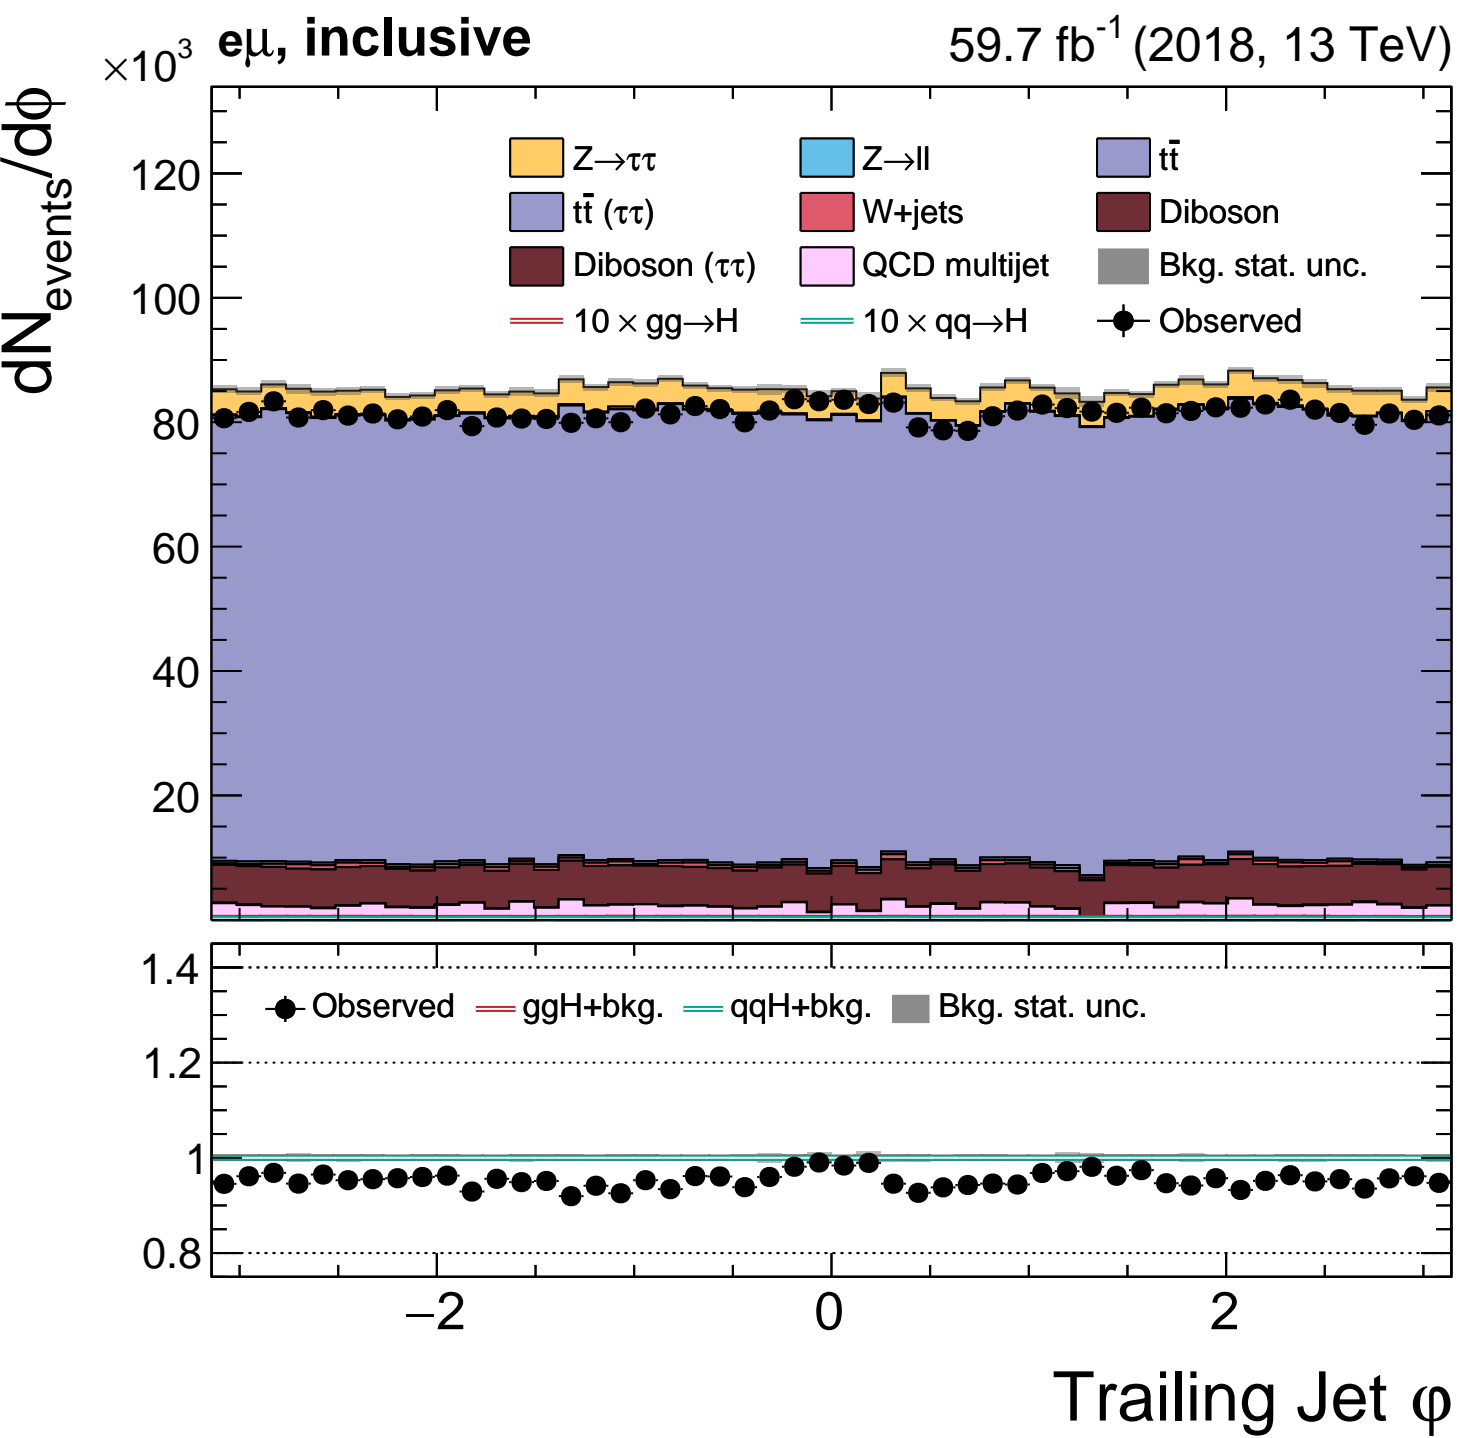 ×10³ eμ, inclusive 59.7 fb⁻¹ (2018, 13 TeV)
dN_events/dϕ
120
100
80
60
40
20
Z→ττ Z→ll tt̄
tt̄ (ττ) W+jets Diboson
Diboson (ττ) QCD multijet Bkg. stat. unc.
10 × gg→H 10 × qq→H Observed
1.4
1.2
1
0.8
Observed ggH+bkg. qqH+bkg. Bkg. stat. unc.
−2 0 2
Trailing Jet φ